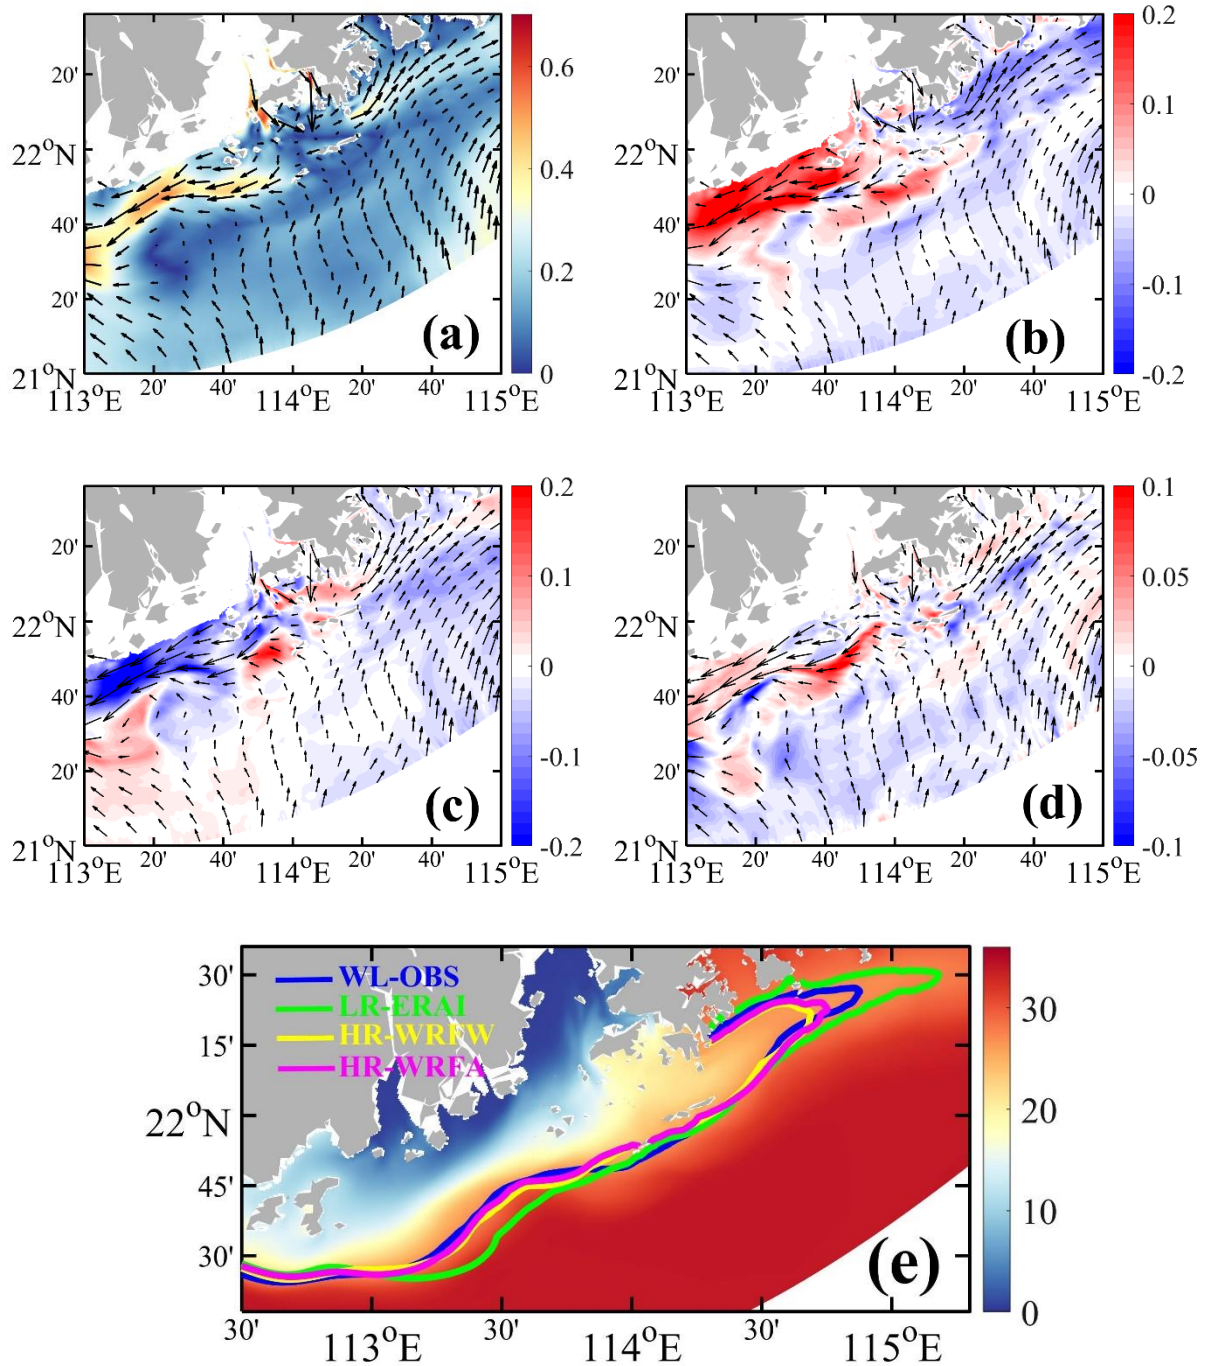 20'
22°N
40'
20'
21°N
113°E 20' 40' 114°E 20' 40' 115°E
0.6
0.4
0.2
0
(a)
20'
22°N
40'
20'
21°N
113°E 20' 40' 114°E 20' 40' 115°E
0.2
0.1
0
-0.1
-0.2
(b)
20'
22°N
40'
20'
21°N
113°E 20' 40' 114°E 20' 40' 115°E
0.2
0.1
0
-0.1
-0.2
(c)
20'
22°N
40'
20'
21°N
113°E 20' 40' 114°E 20' 40' 115°E
0.1
0.05
0
-0.05
-0.1
(d)
WL-OBS
LR-ERAI
HR-WRFW
HR-WRFA
30'
15'
22°N
45'
30'
30' 113°E 30' 114°E 30' 115°E
30
20
10
0
(e)